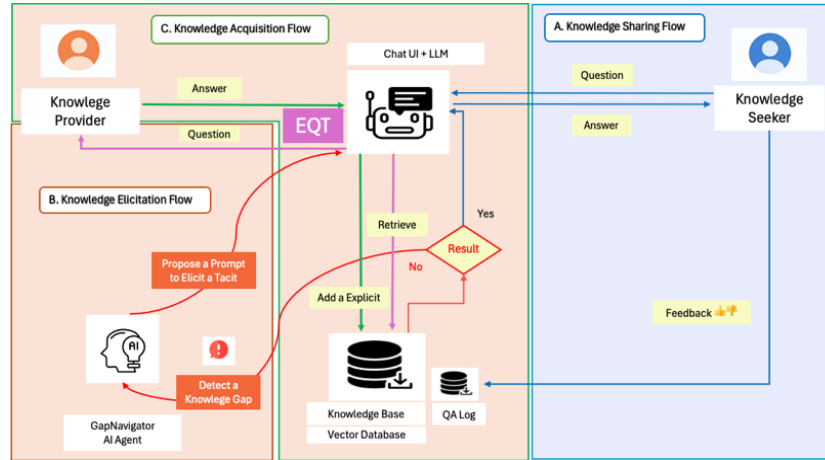 C. Knowledge Acquisition Flow
A. Knowledge Sharing Flow
Chat UI + LLM
Answer
Question
Knowlege
Provider
Knowledge
Seeker
Question
EQT
Answer
B. Knowledge Elicitation Flow
Yes
Retrieve
Result
No
Propose a Prompt
to Elicit a Tacit
Add a Explicit
Feedback 👍👎
AI
Detect a
Knowlege Gap
GapNavigator
AI Agent
Knowledge Base
QA Log
Vector Database